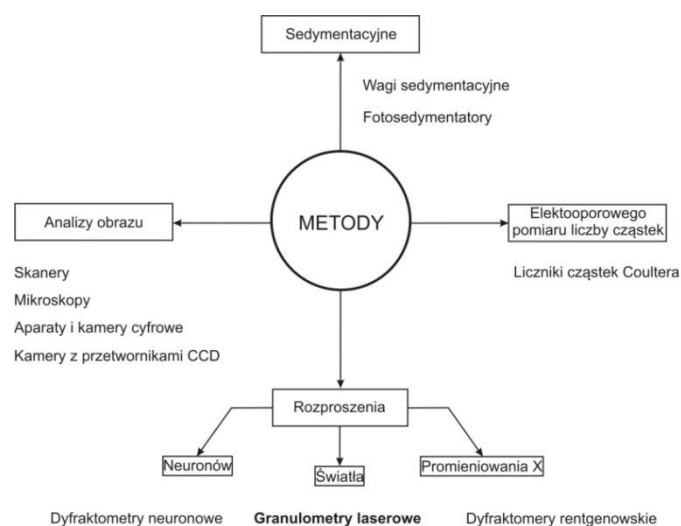 Sedymentacyjne
Wagi sedymentacyjne
Fotosedymentatory
Analizy obrazu
METODY
Elektooporowego
pomiaru liczby cząstek
Skanery
Mikroskopy
Aparaty i kamery cyfrowe
Kamery z przetwornikami CCD
Liczniki cząstek Coultera
Rozproszenia
Neuronów
Światła
Promieniowania X
Dyfraktometry neuronowe
Granulometry laserowe
Dyfraktomery rentgenowskie